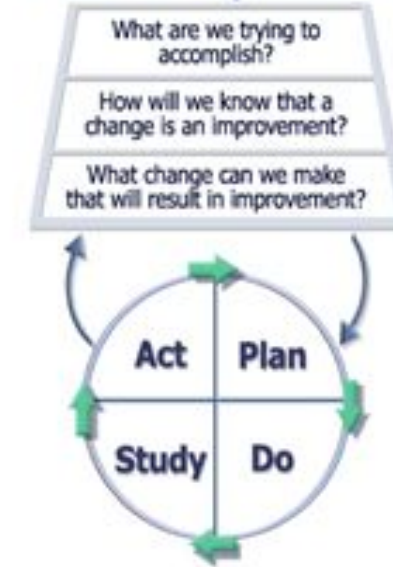 What are we trying to
accomplish?
How will we know that a
change is an improvement?
What change can we make
that will result in improvement?
Act
Plan
Study
Do